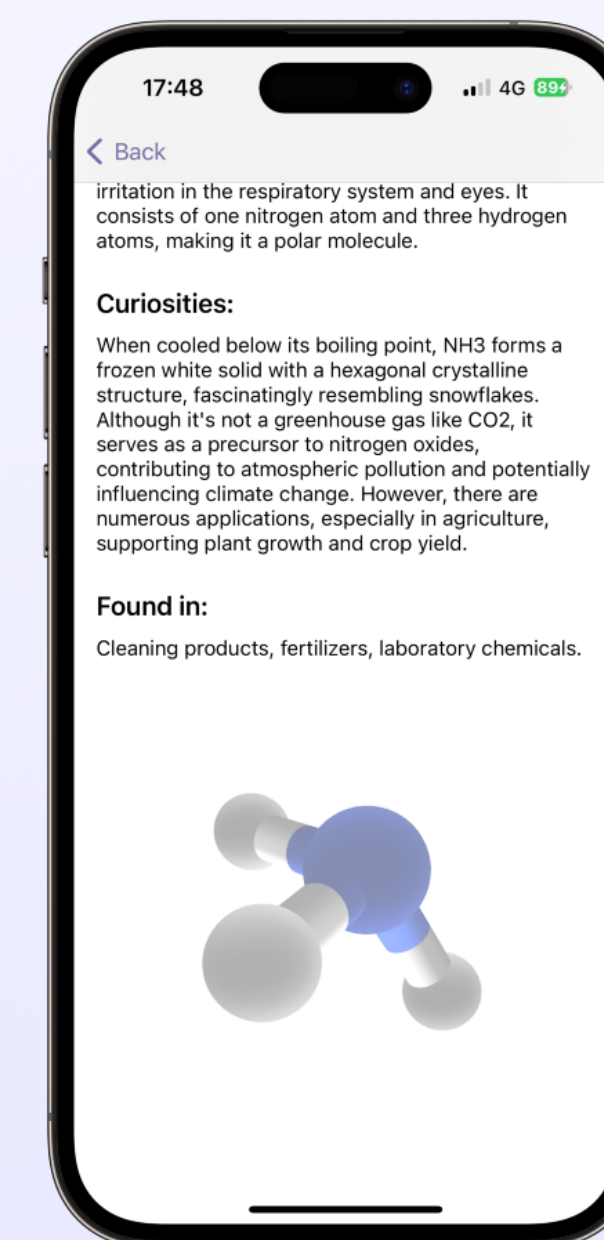 17:48
4G 89
Back
irritation in the respiratory system and eyes. It
consists of one nitrogen atom and three hydrogen
atoms, making it a polar molecule.
Curiosities:
When cooled below its boiling point, NH3 forms a
frozen white solid with a hexagonal crystalline
structure, fascinatingly resembling snowflakes.
Although it's not a greenhouse gas like CO2, it
serves as a precursor to nitrogen oxides,
contributing to atmospheric pollution and potentially
influencing climate change. However, there are
numerous applications, especially in agriculture,
supporting plant growth and crop yield.
Found in:
Cleaning products, fertilizers, laboratory chemicals.